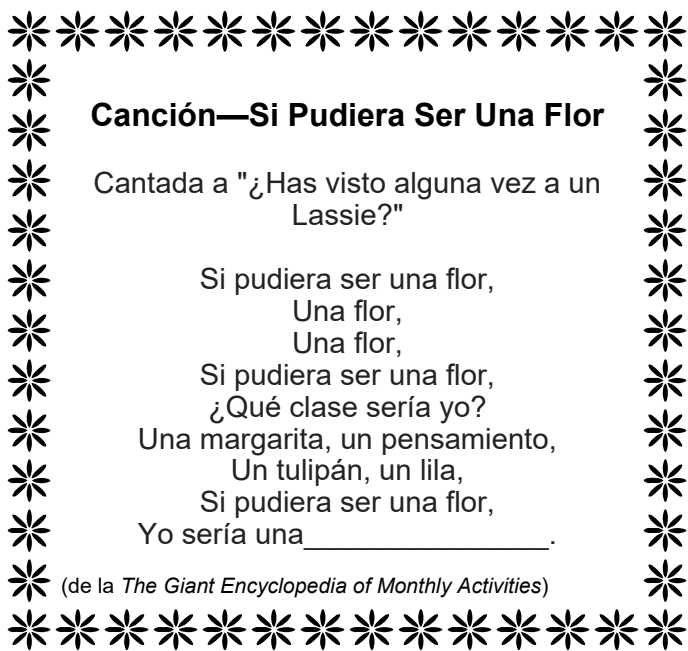 Canción—Si Pudiera Ser Una Flor
Cantada a "¿Has visto alguna vez a un
Lassie?"
Si pudiera ser una flor,
Una flor,
Una flor,
Si pudiera ser una flor,
¿Qué clase sería yo?
Una margarita, un pensamiento,
Un tulipán, un lila,
Si pudiera ser una flor,
Yo sería una________________.
(de la The Giant Encyclopedia of Monthly Activities)